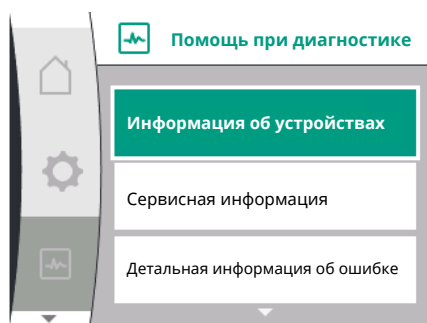 Помощь при диагностике
Информация об устройствах
Сервисная информация
Детальная информация об ошибке